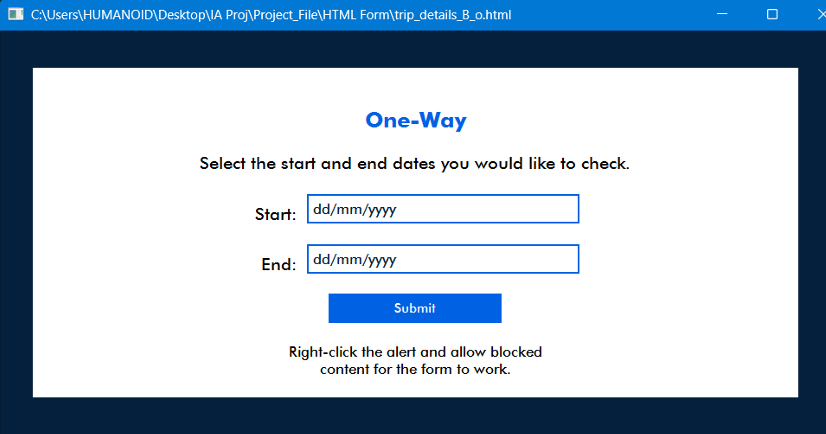 C:\Users\HUMANOID\Desktop\IA Proj\Project_File\HTML Form\trip_details_B_o.html
One-Way
Select the start and end dates you would like to check.
Start: dd/mm/yyyy
End: dd/mm/yyyy
Submit
Right-click the alert and allow blocked
content for the form to work.